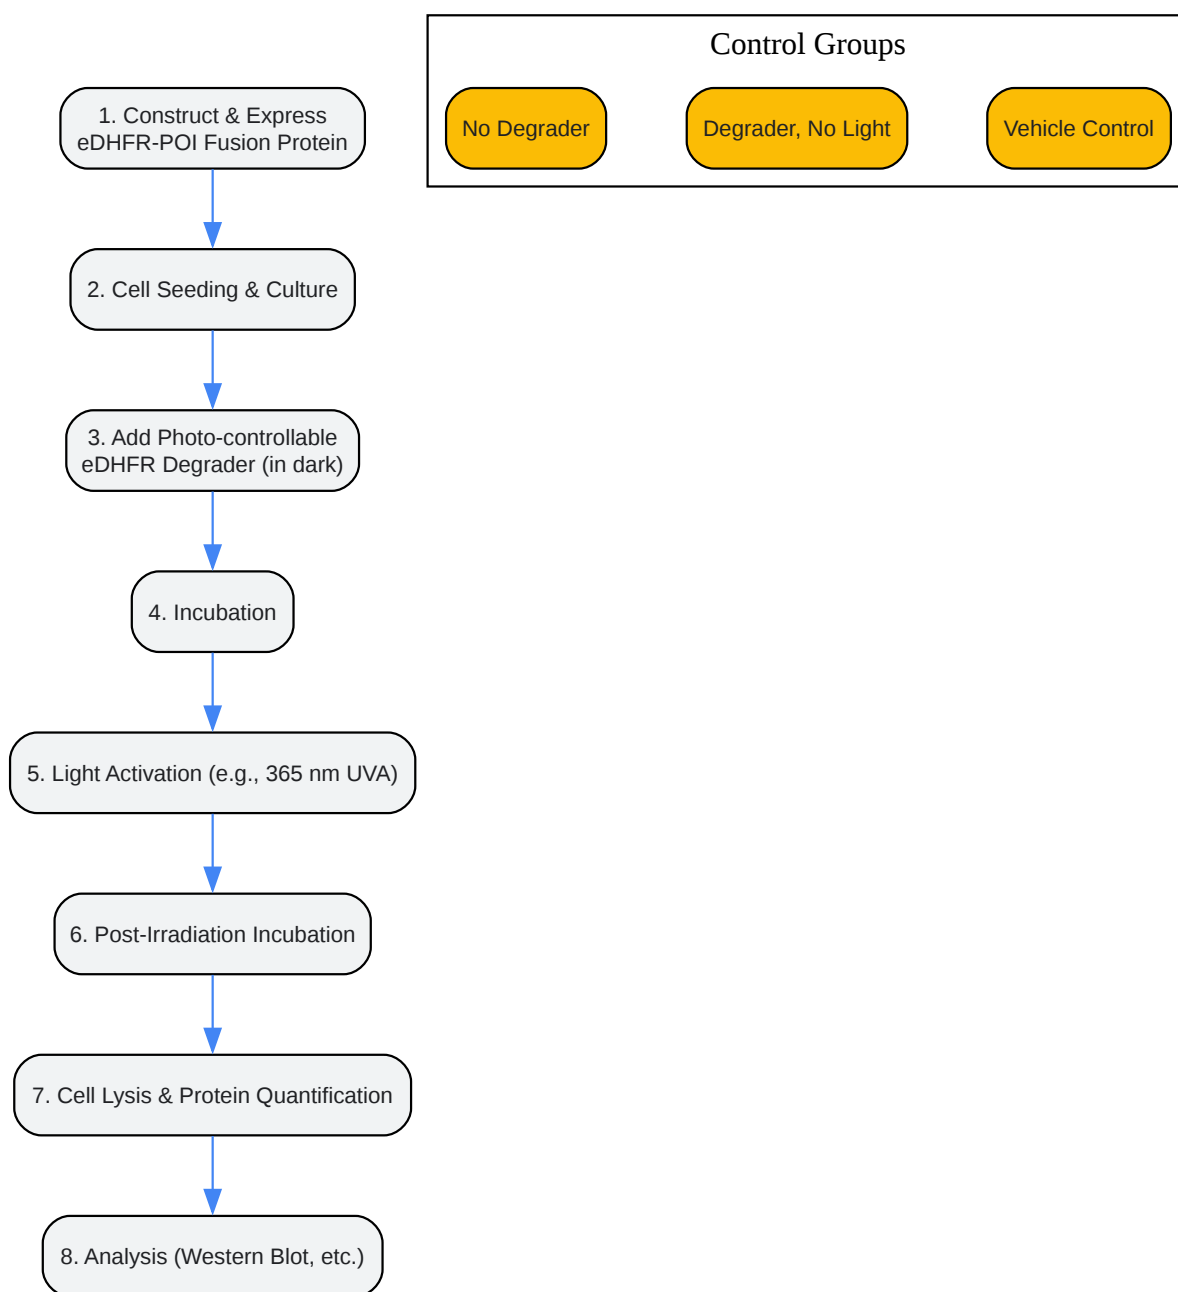 Control Groups
1. Construct & Express
eDHFR-POI Fusion Protein
No Degrader
Degrader, No Light
Vehicle Control
2. Cell Seeding & Culture
3. Add Photo-controllable
eDHFR Degrader (in dark)
4. Incubation
5. Light Activation (e.g., 365 nm UVA)
6. Post-Irradiation Incubation
7. Cell Lysis & Protein Quantification
8. Analysis (Western Blot, etc.)